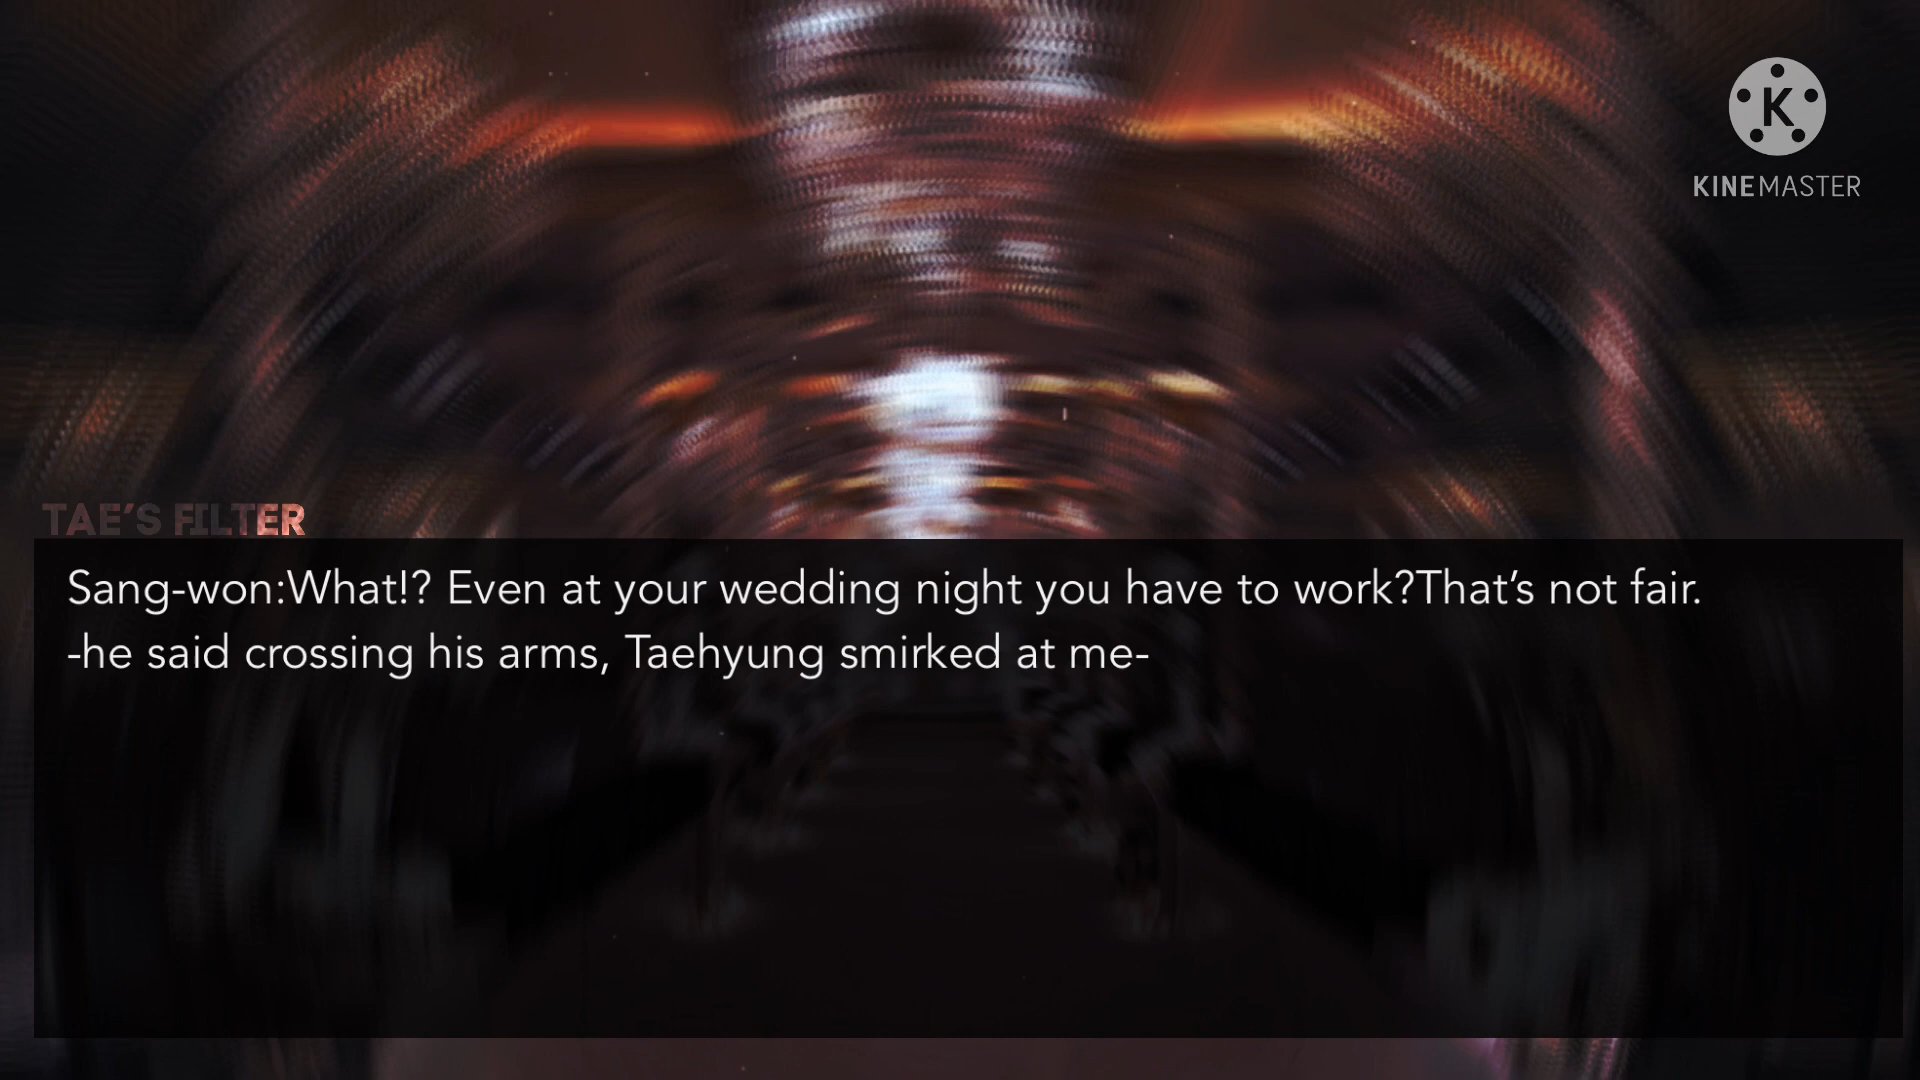 K
KINEMASTER
TAE'S FILTER
Sang-won:What!? Even at your wedding night you have to work?That's not fair.
-he said crossing his arms, Taehyung smirked at me-